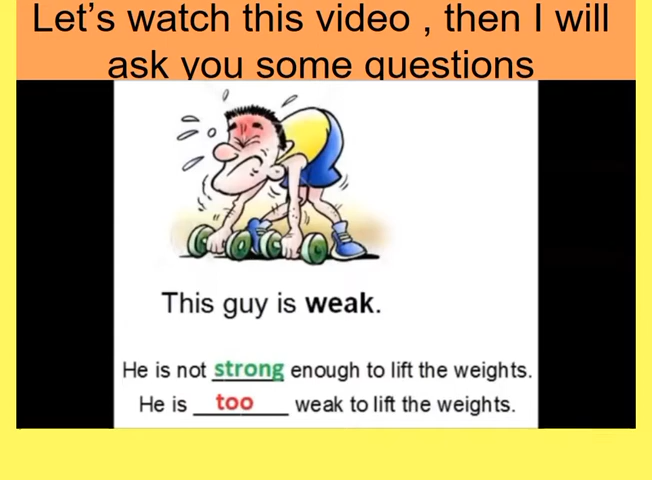 Let's watch this video , then I will
ask you some questions
This guy is weak.
He is not strong enough to lift the weights.
He is too weak to lift the weights.